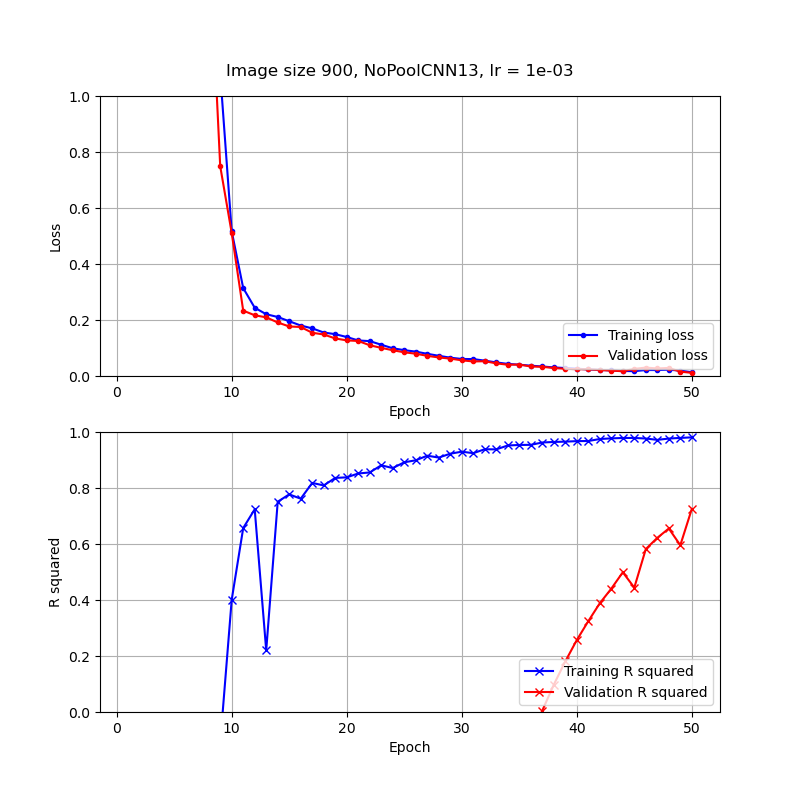 Image size 900, NoPoolCNN13, lr = 1e-03
1.0
0.8
0.6
0.4
0.2
0.0
Loss
Training loss
Validation loss
0 10 20 30 40 50
Epoch
1.0
0.8
0.6
0.4
0.2
0.0
R squared
Training R squared
Validation R squared
0 10 20 30 40 50
Epoch